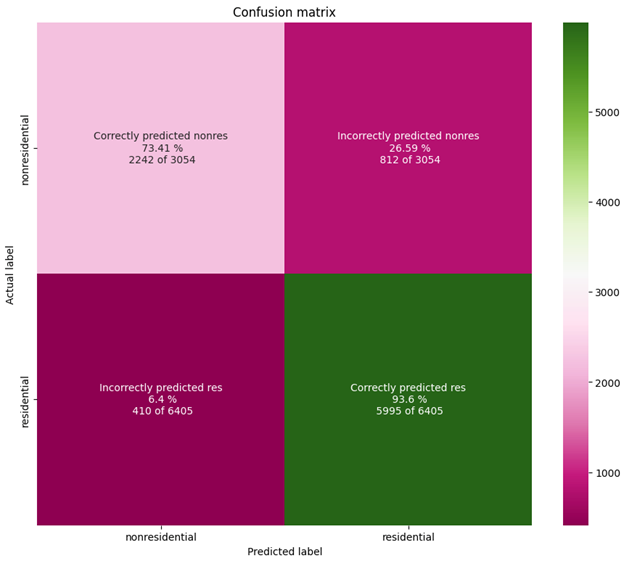 Confusion matrix
Correctly predicted nonres
73.41 %
2242 of 3054
Incorrectly predicted nonres
26.59 %
812 of 3054
Incorrectly predicted res
6.4 %
410 of 6405
Correctly predicted res
93.6 %
5995 of 6405
nonresidential
residential
Actual label
nonresidential
residential
Predicted label
5000
4000
3000
2000
1000